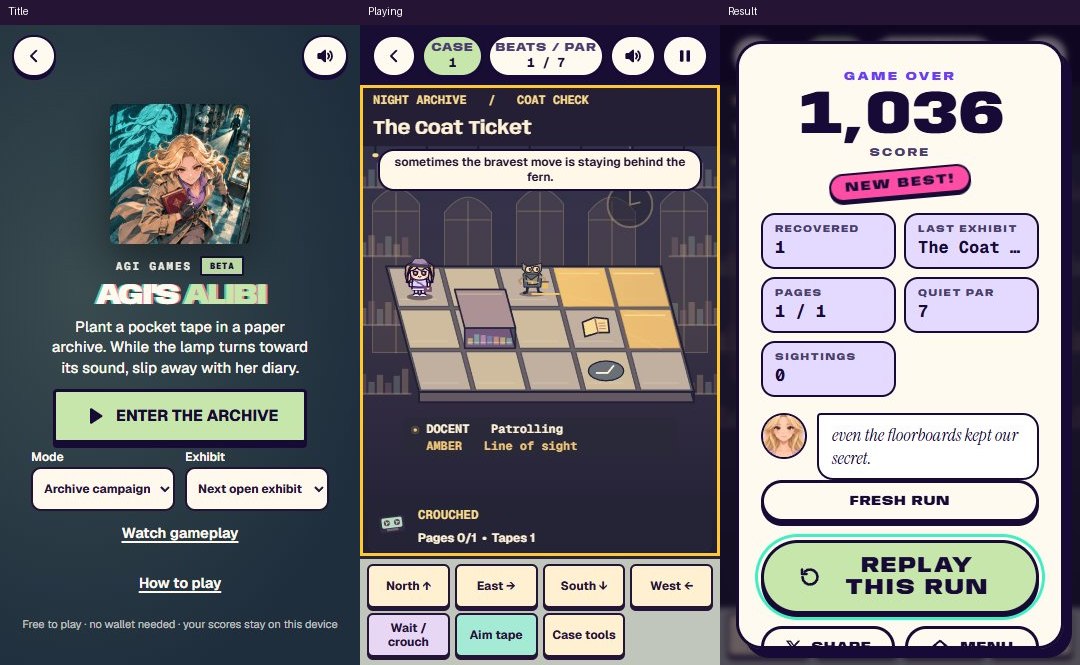 Title
AGI GAMES BETA
AGI'S ALIBI
Plant a pocket tape in a paper
archive. While the lamp turns toward
its sound, slip away with her diary.
ENTER THE ARCHIVE
Mode Exhibit
Archive campaign Next open exhibit
Watch gameplay
How to play
Free to play · no wallet needed · your scores stay on this device
Playing
CASE
1
BEATS / PAR
1 / 7
NIGHT ARCHIVE / COAT CHECK
The Coat Ticket
sometimes the bravest move is staying behind the
fern.
DOCENT Patrolling
AMBER Line of sight
CROUCHED
Pages 0/1 • Tapes 1
North ↑ East → South ↓ West ←
Wait /
crouch
Aim tape Case tools
Result
GAME OVER
1,036
SCORE
NEW BEST!
RECOVERED
1
LAST EXHIBIT
The Coat …
PAGES
1 / 1
QUIET PAR
7
SIGHTINGS
0
even the floorboards kept our
secret.
FRESH RUN
REPLAY
THIS RUN
SHARE MENU